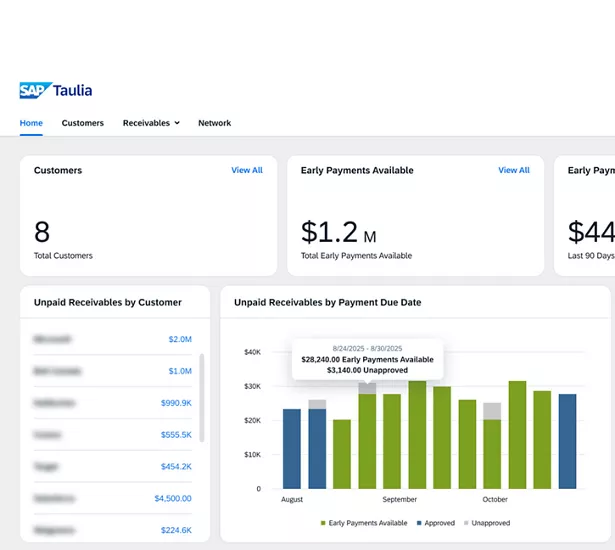 SAP Taulia
Home Customers Receivables Network
Customers View All
8
Total Customers
Early Payments Available View All
$1.2 M
Total Early Payments Available
Early Paym
$44
Last 90 Days
Unpaid Receivables by Customer
$2.0M
$1.0M
$990.9K
$555.5K
$454.2K
$4,500.00
$224.6K
Unpaid Receivables by Payment Due Date
8/24/2025 - 8/30/2025
$28,240.00 Early Payments Available
$3,140.00 Unapproved
$40K
$30K
$20K
$10K
0
August September October
Early Payments Available Approved Unapproved